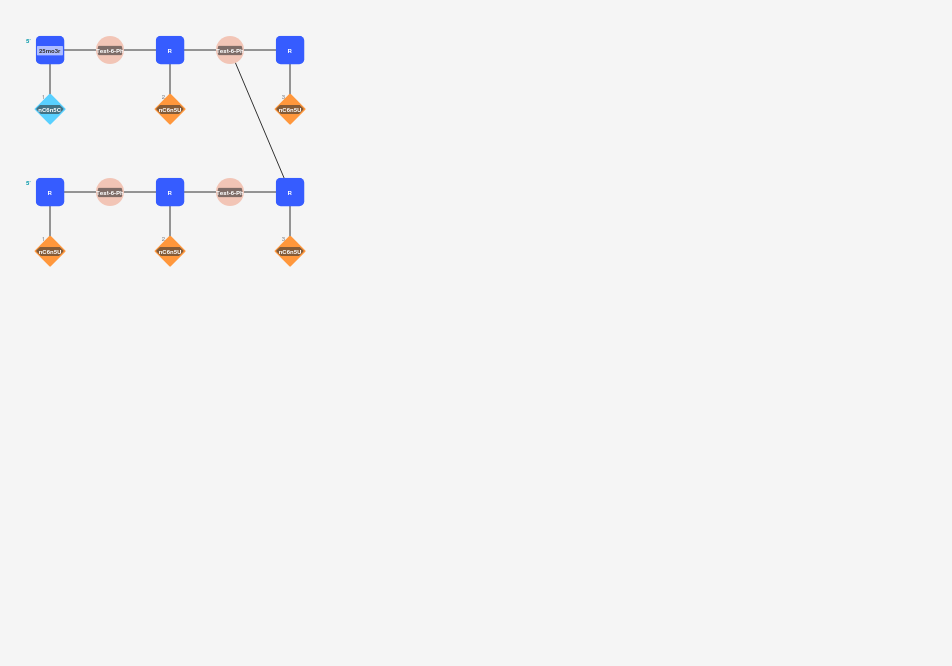 5'
25mo3r Test-6-Ph R Test-6-Ph R
1 2 3
nC6n5C nC6n5U nC6n5U
5'
R Test-6-Ph R Test-6-Ph R
1 2 3
nC6n5U nC6n5U nC6n5U